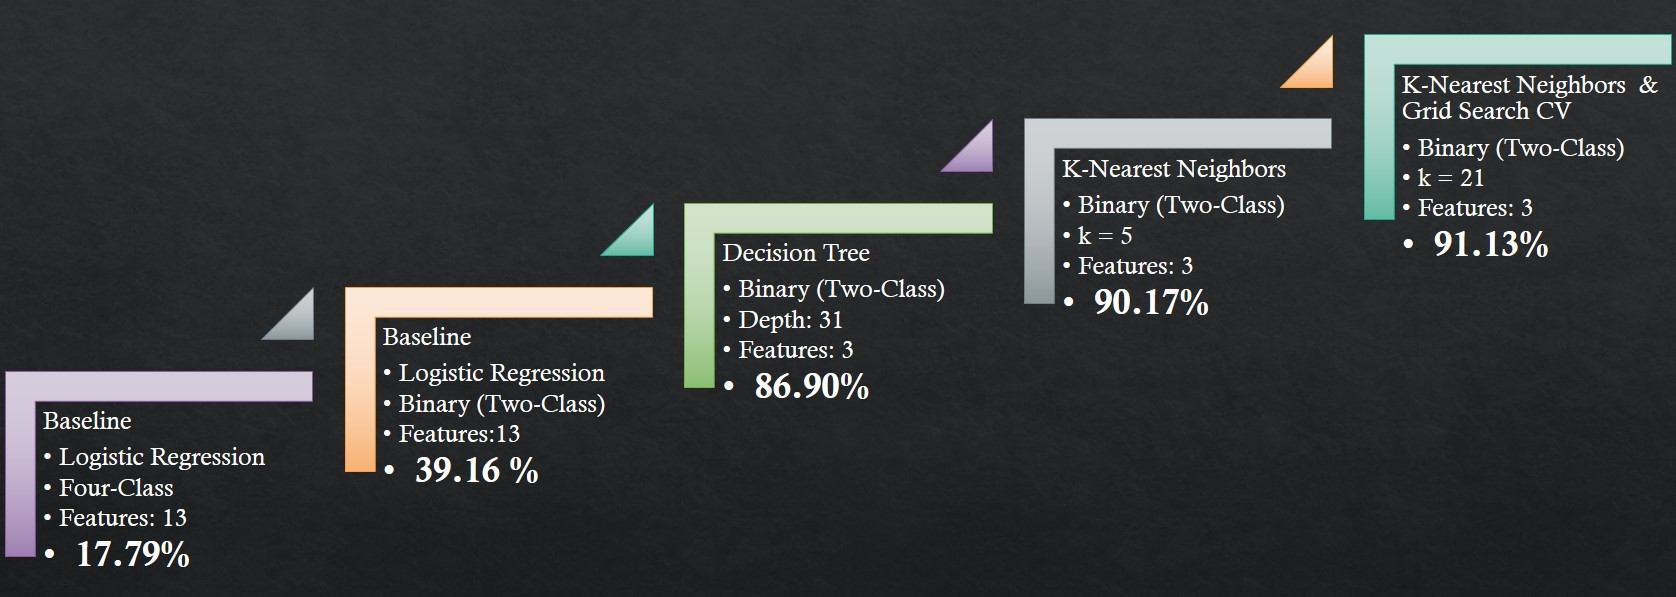 Baseline
• Logistic Regression
• Four-Class
• Features: 13
• 17.79%
Baseline
• Logistic Regression
• Binary (Two-Class)
• Features:13
• 39.16 %
Decision Tree
• Binary (Two-Class)
• Depth: 31
• Features: 3
• 86.90%
K-Nearest Neighbors
• Binary (Two-Class)
• k = 5
• Features: 3
• 90.17%
K-Nearest Neighbors &
Grid Search CV
• Binary (Two-Class)
• k = 21
• Features: 3
• 91.13%